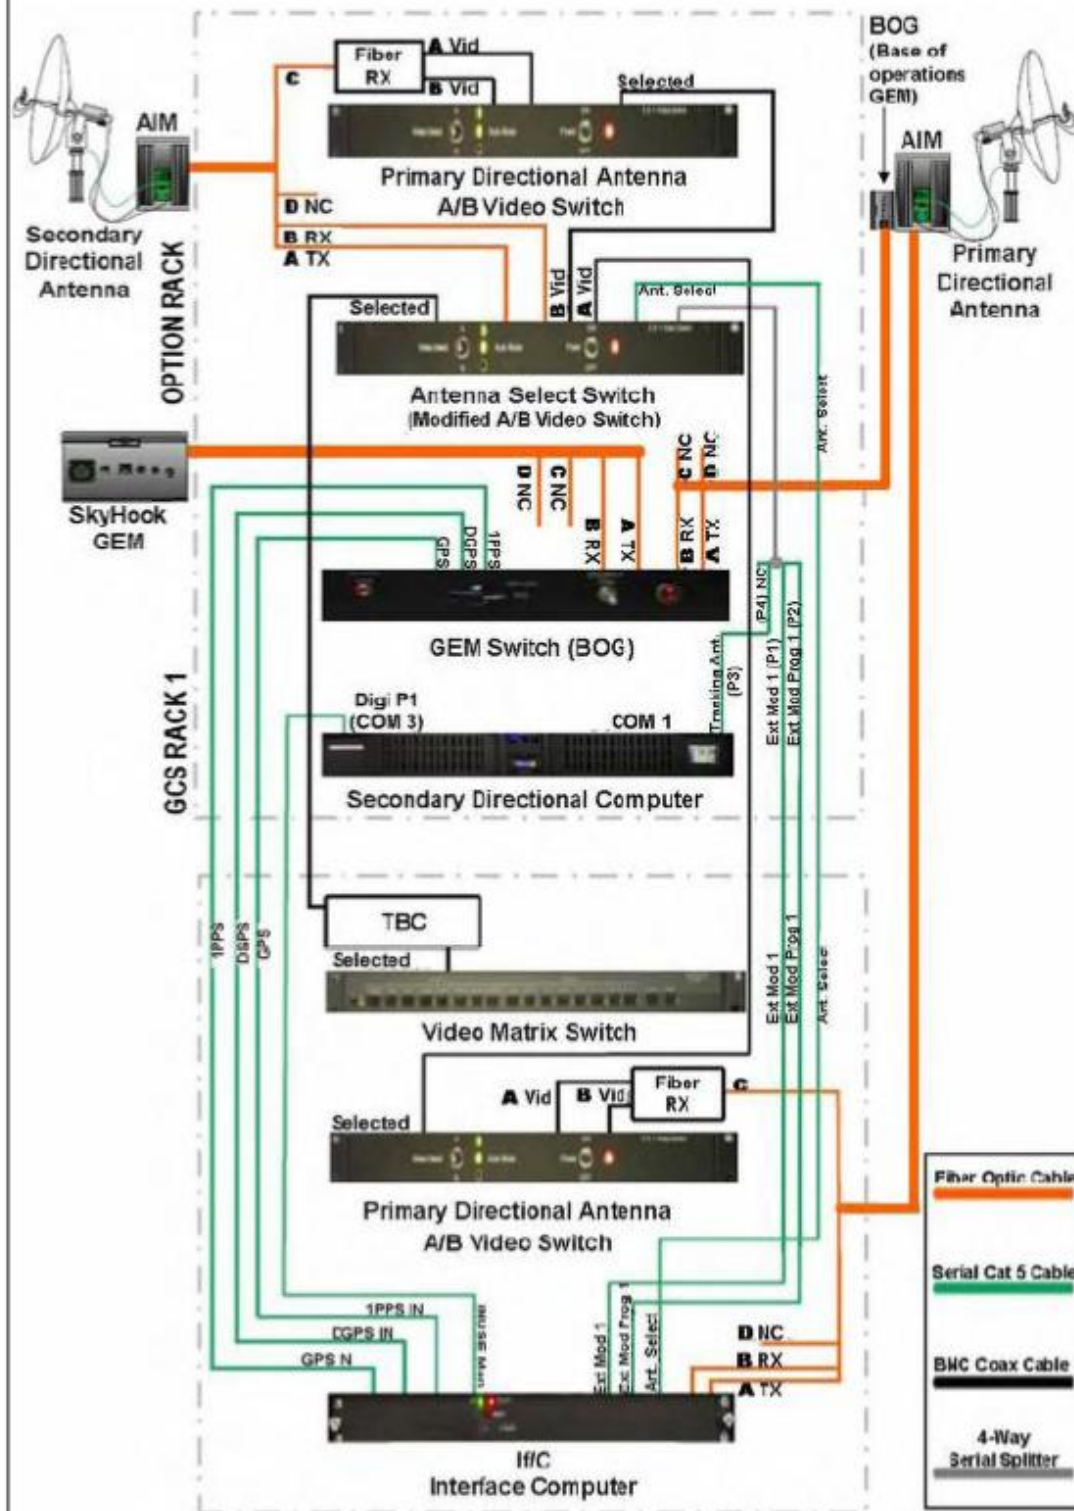 BOG
(Base of
operations
GEM)
Fiber
RX
A Vid
B Vid
C
Selected
AIM
AIM
Primary Directional Antenna
A/B Video Switch
D NC
B RX
A TX
Secondary
Directional
Antenna
Primary
Directional
Antenna
OPTION RACK
B Vid
A Vid
Ant. Select
Selected
Antenna Select Switch
(Modified A/B Video Switch)
Ant. Select
SkyHook
GEM
D NC
C NC
B RX
A TX
C NC
D NC
B RX
A TX
GPS
DGPS
1PPS
GEM Switch (BOG)
(P4) NC
Tracking Ant.
(P3)
Ext Mod 1 (P1)
Ext Mod Prog 1 (P2)
GCS RACK 1
Digi P1
(COM 3)
COM 1
Secondary Directional Computer
1PPS
DGPS
GPS
TBC
Selected
Video Matrix Switch
Ext Mod 1
Ext Mod Prog 1
Ant. Select
A Vid
B Vid
Fiber
RX
C
Selected
Primary Directional Antenna
A/B Video Switch
1PPS IN
DGPS IN
GPS N
Ext Mod 1
Ext Mod Prog 1
Ant. Select
D NC
B RX
A TX
If/C
Interface Computer
Fiber Optic Cable
Serial Cat 5 Cable
BNC Coax Cable
4-Way
Serial Splitter